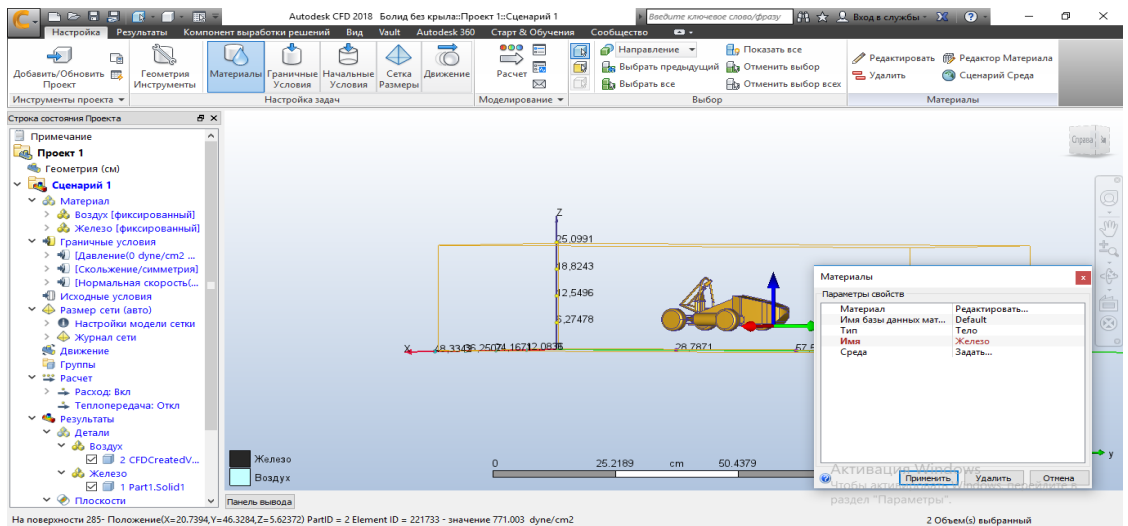 Autodesk CFD 2018 Болид без крыла::Проект 1::Сценарий 1
Введите ключевое слово/фразу
Вход в службы
Настройка Результаты Компонент выработки решений Вид Vault Autodesk 360 Старт & Обучения Сообщество
Добавить/Обновить Проект
Геометрия Инструменты
Материалы
Граничные Условия
Начальные Условия
Сетка Размеры
Движение
Расчет
Направление
Выбрать предыдущий
Выбрать все
Показать все
Отменить выбор
Отменить выбор всех
Редактировать
Удалить
Редактор Материала
Сценарий Среда
Инструменты проекта Настройка задач Моделирование Выбор Материалы
Строка состояния Проекта
Примечание
Проект 1
Геометрия (см)
Сценарий 1
Материал
Воздух [фиксированный]
Железо [фиксированный]
Граничные условия
[Давление(0 dyne/cm2 ...
[Скольжение/симметрия]
[Нормальная скорость(...
Исходные условия
Размер сети (авто)
Настройки модели сетки
Журнал сети
Движение
Группы
Расчет
Расход: Вкл
Теплопередача: Откл
Результаты
Детали
Воздух
2 CFDCreatedV...
Железо
1 Part1.Solid1
Плоскости
Справа
Z
25,0991
18,8243
12,5496
6,27478
X
28,7871
y
Железо
Воздух
0 25.2189 cm 50.4379
Панель вывода
Материалы
Параметры свойств
Материал Редактировать...
Имя базы данных мат... Default
Тип Тело
Имя Железо
Среда Задать...
Применить Удалить Отмена
Активация Windows
Чтобы активировать Windows, перейдите в
раздел "Параметры".
На поверхности 285- Положение(X=20.7394,Y=46.3284,Z=5.62372) PartID = 2 Element ID = 221733 - значение 771.003 dyne/cm2
2 Объем(s) выбранный